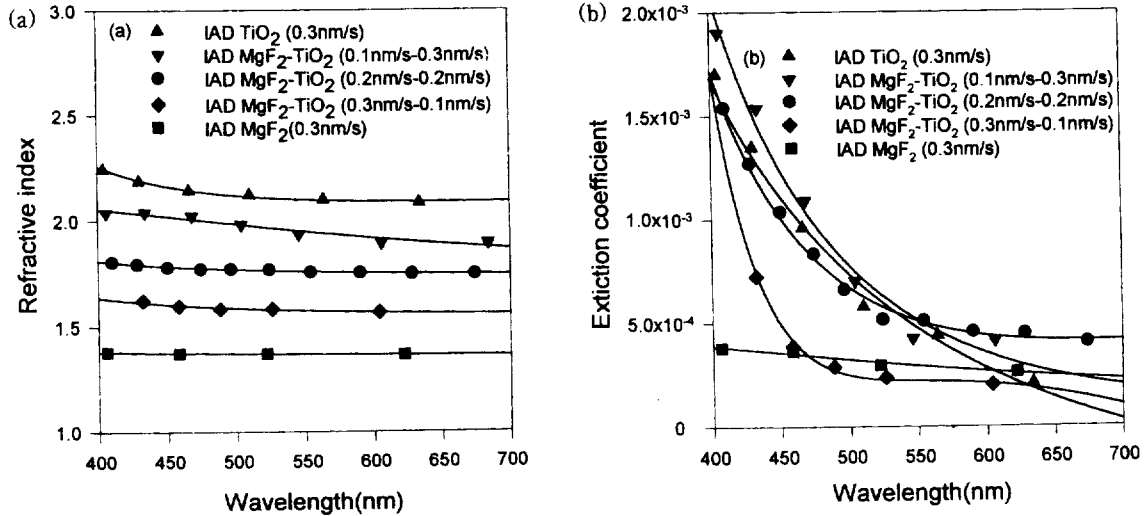 (a)
3.0
2.5
2.0
1.5
1.0
Refractive index
(a)
IAD TiO2 (0.3nm/s)
IAD MgF2-TiO2 (0.1nm/s-0.3nm/s)
IAD MgF2-TiO2 (0.2nm/s-0.2nm/s)
IAD MgF2-TiO2 (0.3nm/s-0.1nm/s)
IAD MgF2(0.3nm/s)
400 450 500 550 600 650 700
Wavelength(nm)
(b)
2.0x10-3
1.5x10-3
1.0x10-3
5.0x10-4
0
Extiction coefficient
(b)
IAD TiO2 (0.3nm/s)
IAD MgF2-TiO2 (0.1nm/s-0.3nm/s)
IAD MgF2-TiO2 (0.2nm/s-0.2nm/s)
IAD MgF2-TiO2 (0.3nm/s-0.1nm/s)
IAD MgF2 (0.3nm/s)
400 450 500 550 600 650 700
Wavelength(nm)